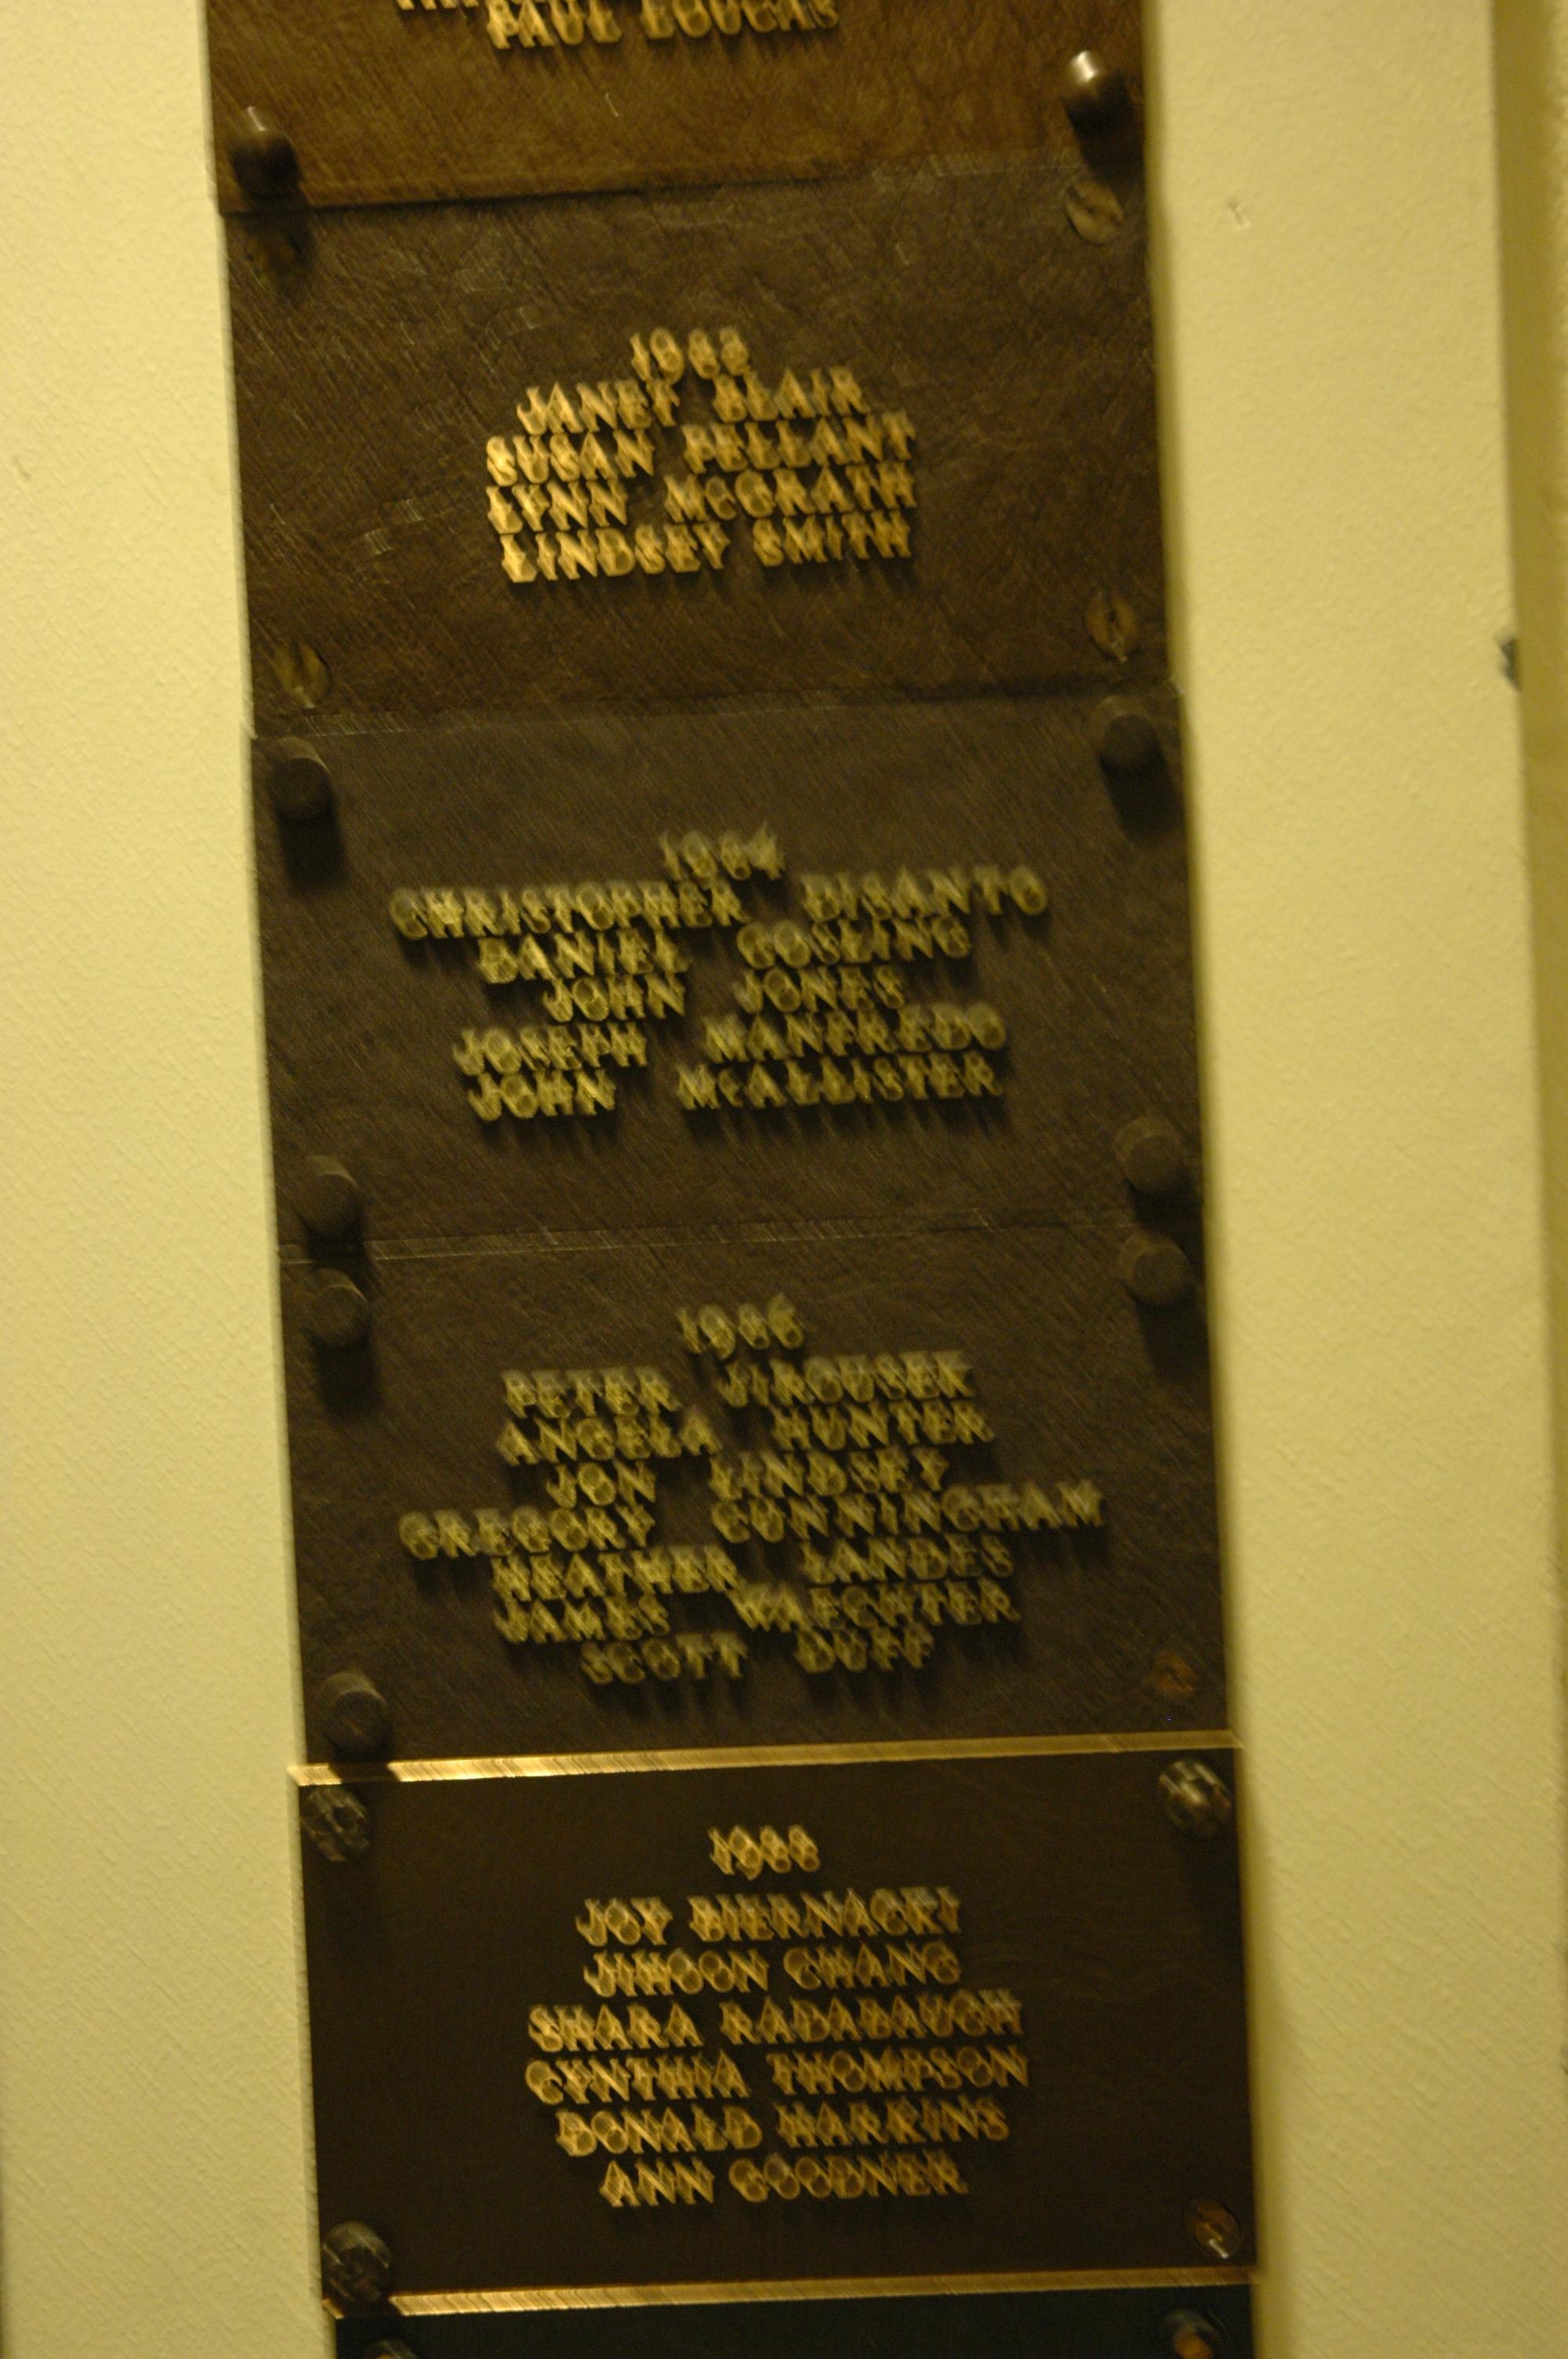 PAUL LOUCAS
1983
JANET BLAIR
SUSAN PELLANT
LYNN McGRATH
LINDSEY SMITH
1984
CHRISTOPHER DISANTO
DANIEL GOSLING
JOHN JONES
JOSEPH MANFREDO
JOHN McALLISTER
1986
PETER JIROUSEK
ANGELA HUNTER
JON LINDSEY
GREGORY CUNNINGHAM
HEATHER LANDES
JAMES WAECHTER
SCOTT DUFF
1988
JOY BIERNACKI
JIHOON CHANG
SHARA RADABAUGH
CYNTHIA THOMPSON
DONALD HARKINS
ANN GOODNER